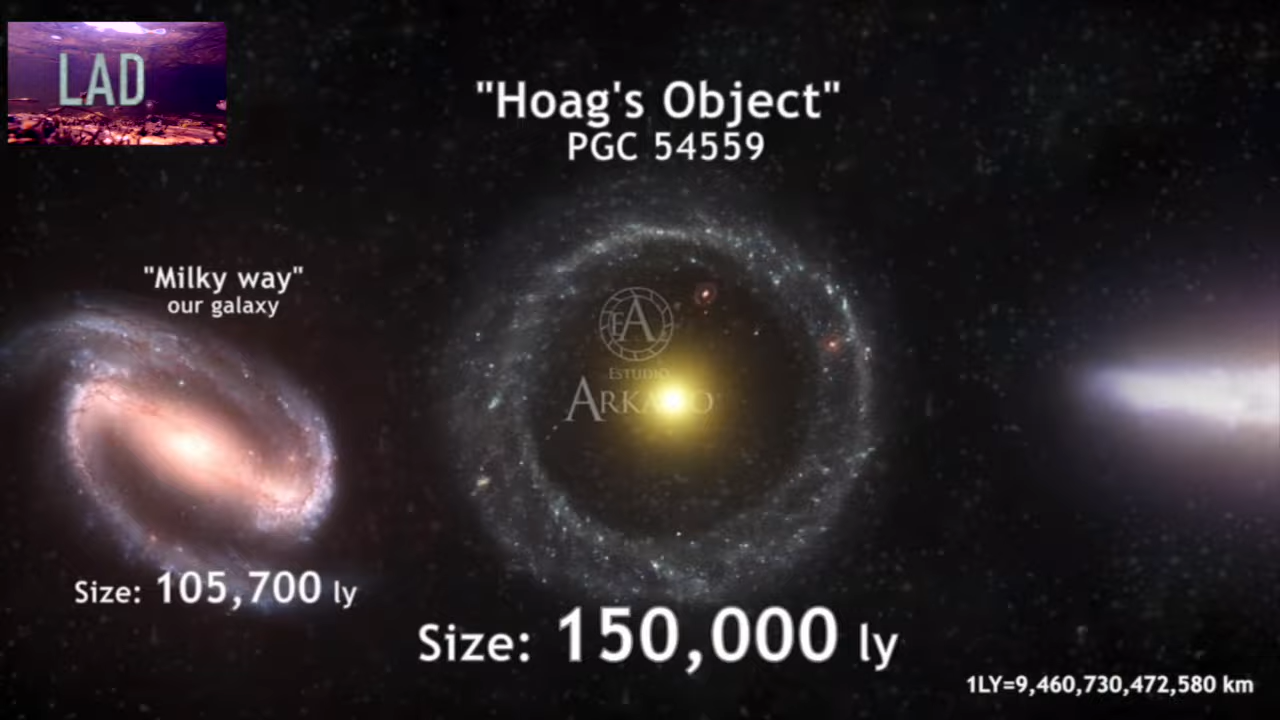 LAD
"Hoag's Object"
PGC 54559
"Milky way"
our galaxy
EA
ESTUDIO
ARKANO
Size: 105,700 ly
Size: 150,000 ly
1LY=9,460,730,472,580 km